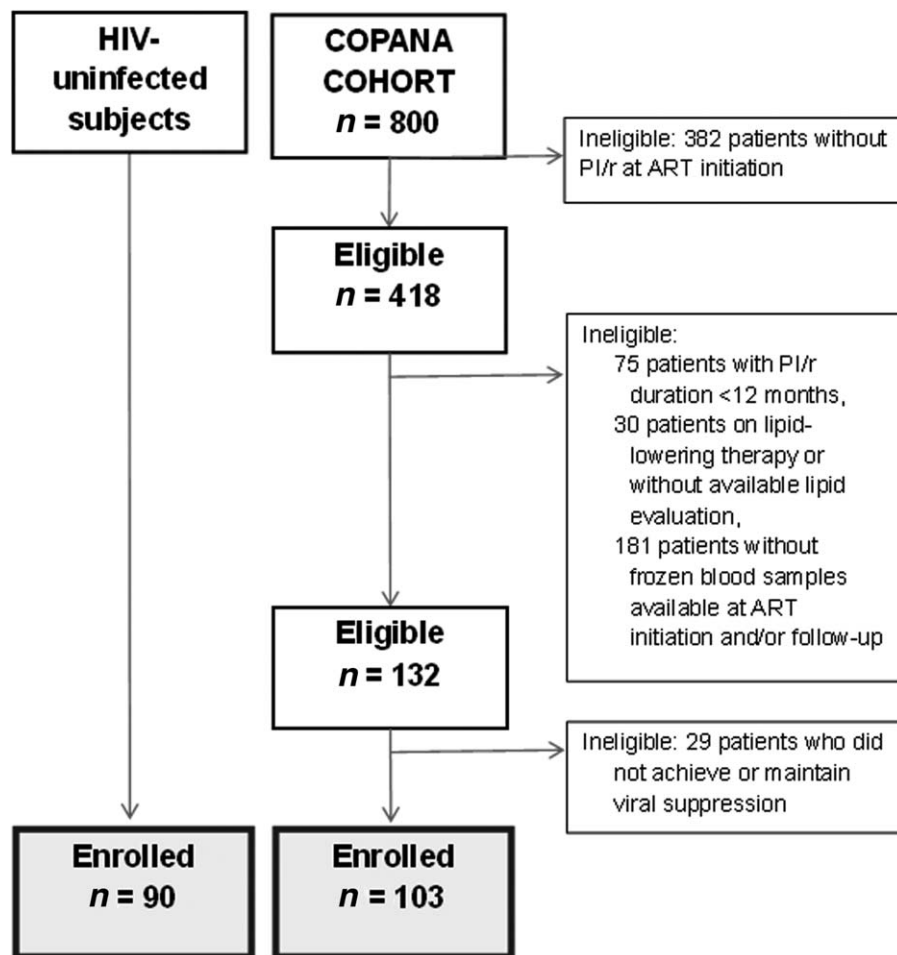 HIV-
uninfected
subjects
COPANA
COHORT
n = 800
Ineligible: 382 patients without
PI/r at ART initiation
Eligible
n = 418
Ineligible:
75 patients with PI/r
duration <12 months,
30 patients on lipid-
lowering therapy or
without available lipid
evaluation,
181 patients without
frozen blood samples
available at ART
initiation and/or follow-up
Eligible
n = 132
Ineligible: 29 patients who did
not achieve or maintain
viral suppression
Enrolled
n = 90
Enrolled
n = 103